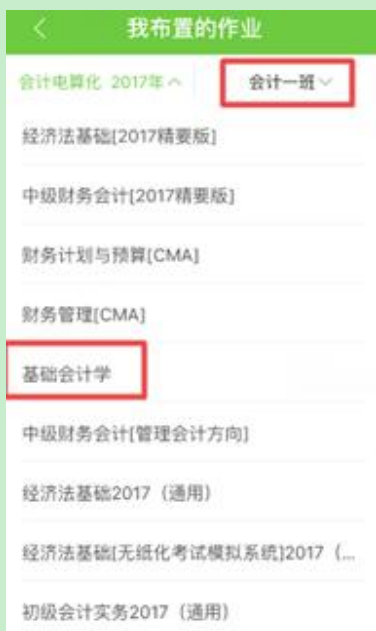 我布置的作业
会计电算化 2017年
会计一班
经济法基础[2017精要版]
中级财务会计[2017精要版]
财务计划与预算[CMA]
财务管理[CMA]
基础会计学
中级财务会计[管理会计方向]
经济法基础2017（通用）
经济法基础[无纸化考试模拟系统]2017（...
初级会计实务2017（通用）